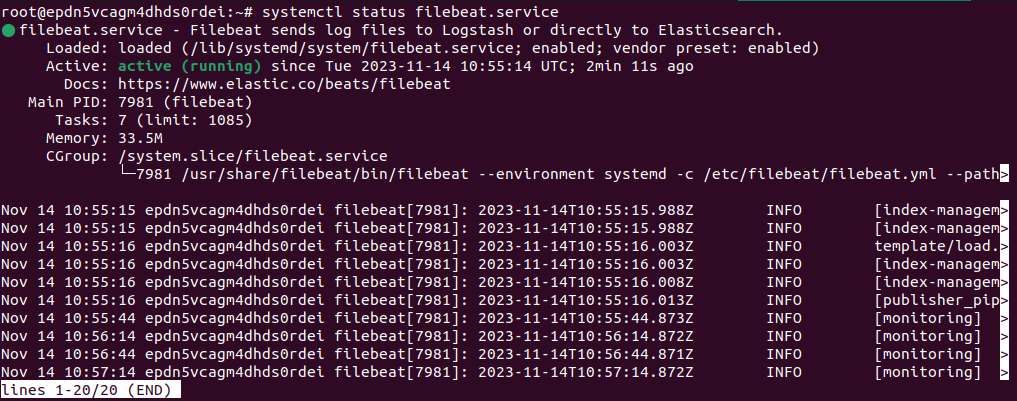 root@epdn5vcagm4dhds0rdei:~# systemctl status filebeat.service
● filebeat.service - Filebeat sends log files to Logstash or directly to Elasticsearch.
     Loaded: loaded (/lib/systemd/system/filebeat.service; enabled; vendor preset: enabled)
     Active: active (running) since Tue 2023-11-14 10:55:14 UTC; 2min 11s ago
       Docs: https://www.elastic.co/beats/filebeat
   Main PID: 7981 (filebeat)
      Tasks: 7 (limit: 1085)
     Memory: 33.5M
     CGroup: /system.slice/filebeat.service
             └─7981 /usr/share/filebeat/bin/filebeat --environment systemd -c /etc/filebeat/filebeat.yml --path>

Nov 14 10:55:15 epdn5vcagm4dhds0rdei filebeat[7981]: 2023-11-14T10:55:15.988Z        INFO        [index-managem>
Nov 14 10:55:15 epdn5vcagm4dhds0rdei filebeat[7981]: 2023-11-14T10:55:15.988Z        INFO        [index-managem>
Nov 14 10:55:16 epdn5vcagm4dhds0rdei filebeat[7981]: 2023-11-14T10:55:16.003Z        INFO        template/load.>
Nov 14 10:55:16 epdn5vcagm4dhds0rdei filebeat[7981]: 2023-11-14T10:55:16.003Z        INFO        [index-managem>
Nov 14 10:55:16 epdn5vcagm4dhds0rdei filebeat[7981]: 2023-11-14T10:55:16.008Z        INFO        [index-managem>
Nov 14 10:55:16 epdn5vcagm4dhds0rdei filebeat[7981]: 2023-11-14T10:55:16.013Z        INFO        [publisher_pip>
Nov 14 10:55:44 epdn5vcagm4dhds0rdei filebeat[7981]: 2023-11-14T10:55:44.873Z        INFO        [monitoring]  >
Nov 14 10:56:14 epdn5vcagm4dhds0rdei filebeat[7981]: 2023-11-14T10:56:14.872Z        INFO        [monitoring]  >
Nov 14 10:56:44 epdn5vcagm4dhds0rdei filebeat[7981]: 2023-11-14T10:56:44.871Z        INFO        [monitoring]  >
Nov 14 10:57:14 epdn5vcagm4dhds0rdei filebeat[7981]: 2023-11-14T10:57:14.872Z        INFO        [monitoring]  >
lines 1-20/20 (END)